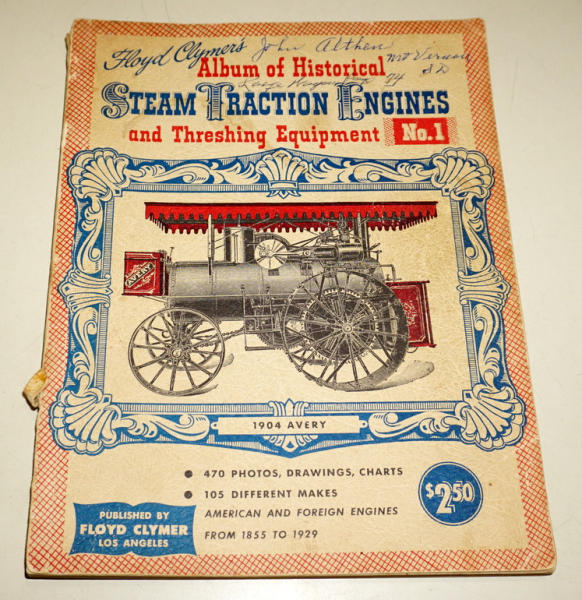 Floyd Clymer's John Althen Mt Vernon
Album of Historical SD
STEAM TRACTION ENGINES
and Threshing Equipment No. 1
AVERY
1904 AVERY
● 470 PHOTOS, DRAWINGS, CHARTS
● 105 DIFFERENT MAKES
AMERICAN AND FOREIGN ENGINES
FROM 1855 TO 1929
$2.50
PUBLISHED BY
FLOYD CLYMER
LOS ANGELES